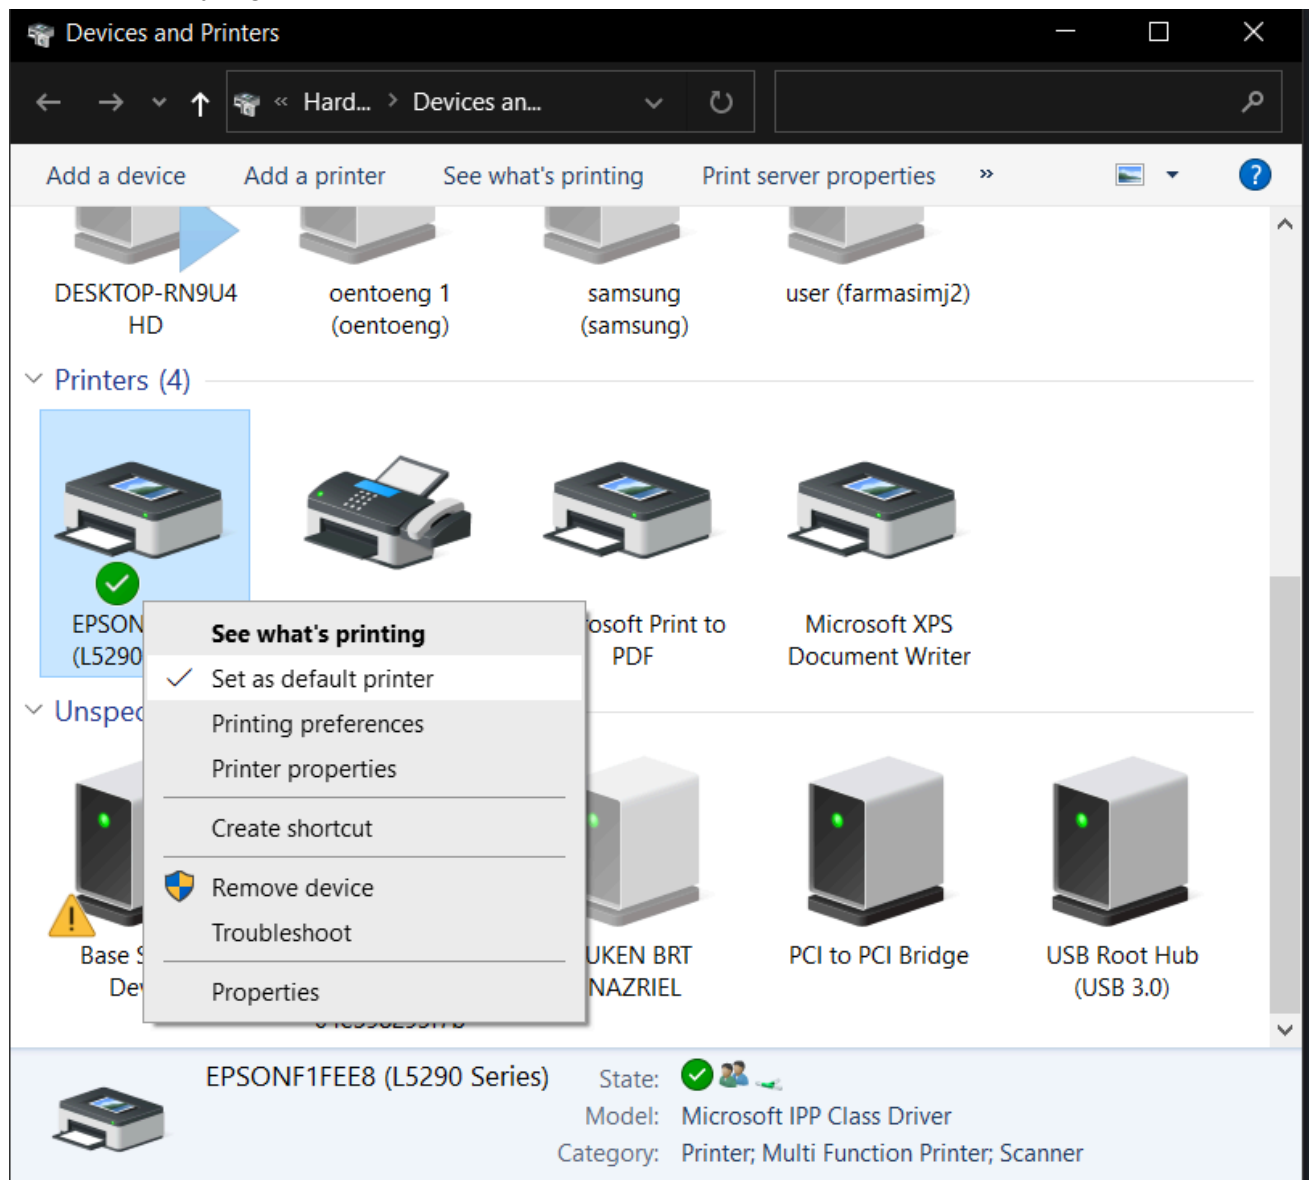 Devices and Printers
Hard... Devices an...
Add a device Add a printer See what's printing Print server properties »
DESKTOP-RN9U4 oentoeng 1 samsung user (farmasimj2)
HD (oentoeng) (samsung)
Printers (4)
EPSON osoft Print to Microsoft XPS
(L5290 PDF Document Writer
See what's printing
Set as default printer
Printing preferences
Printer properties
Create shortcut
Remove device
Troubleshoot
Properties
Unspec
Base UKEN BRT PCI to PCI Bridge USB Root Hub
De NAZRIEL (USB 3.0)
EPSONF1FEE8 (L5290 Series) State:
Model: Microsoft IPP Class Driver
Category: Printer; Multi Function Printer; Scanner